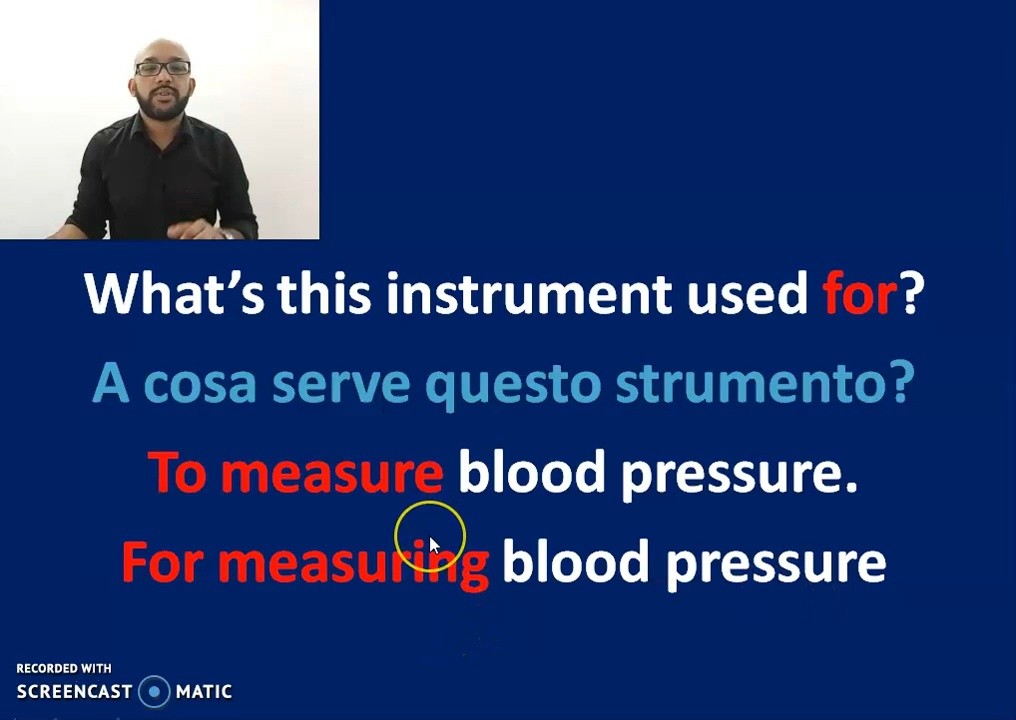 What's this instrument used for?
A cosa serve questo strumento?
To measure blood pressure.
For measuring blood pressure
RECORDED WITH
SCREENCAST MATIC